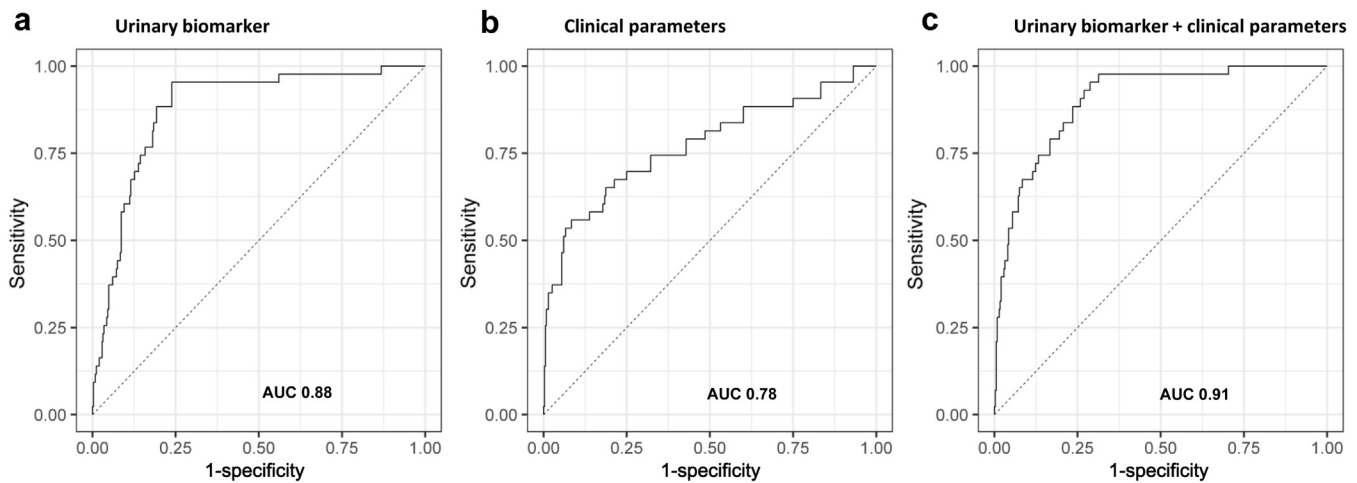 a Urinary biomarker
1.00
0.75
0.50
0.25
0.00
Sensitivity
AUC 0.88
0.00 0.25 0.50 0.75 1.00
1-specificity
b Clinical parameters
1.00
0.75
0.50
0.25
0.00
Sensitivity
AUC 0.78
0.00 0.25 0.50 0.75 1.00
1-specificity
c Urinary biomarker + clinical parameters
1.00
0.75
0.50
0.25
0.00
Sensitivity
AUC 0.91
0.00 0.25 0.50 0.75 1.00
1-specificity